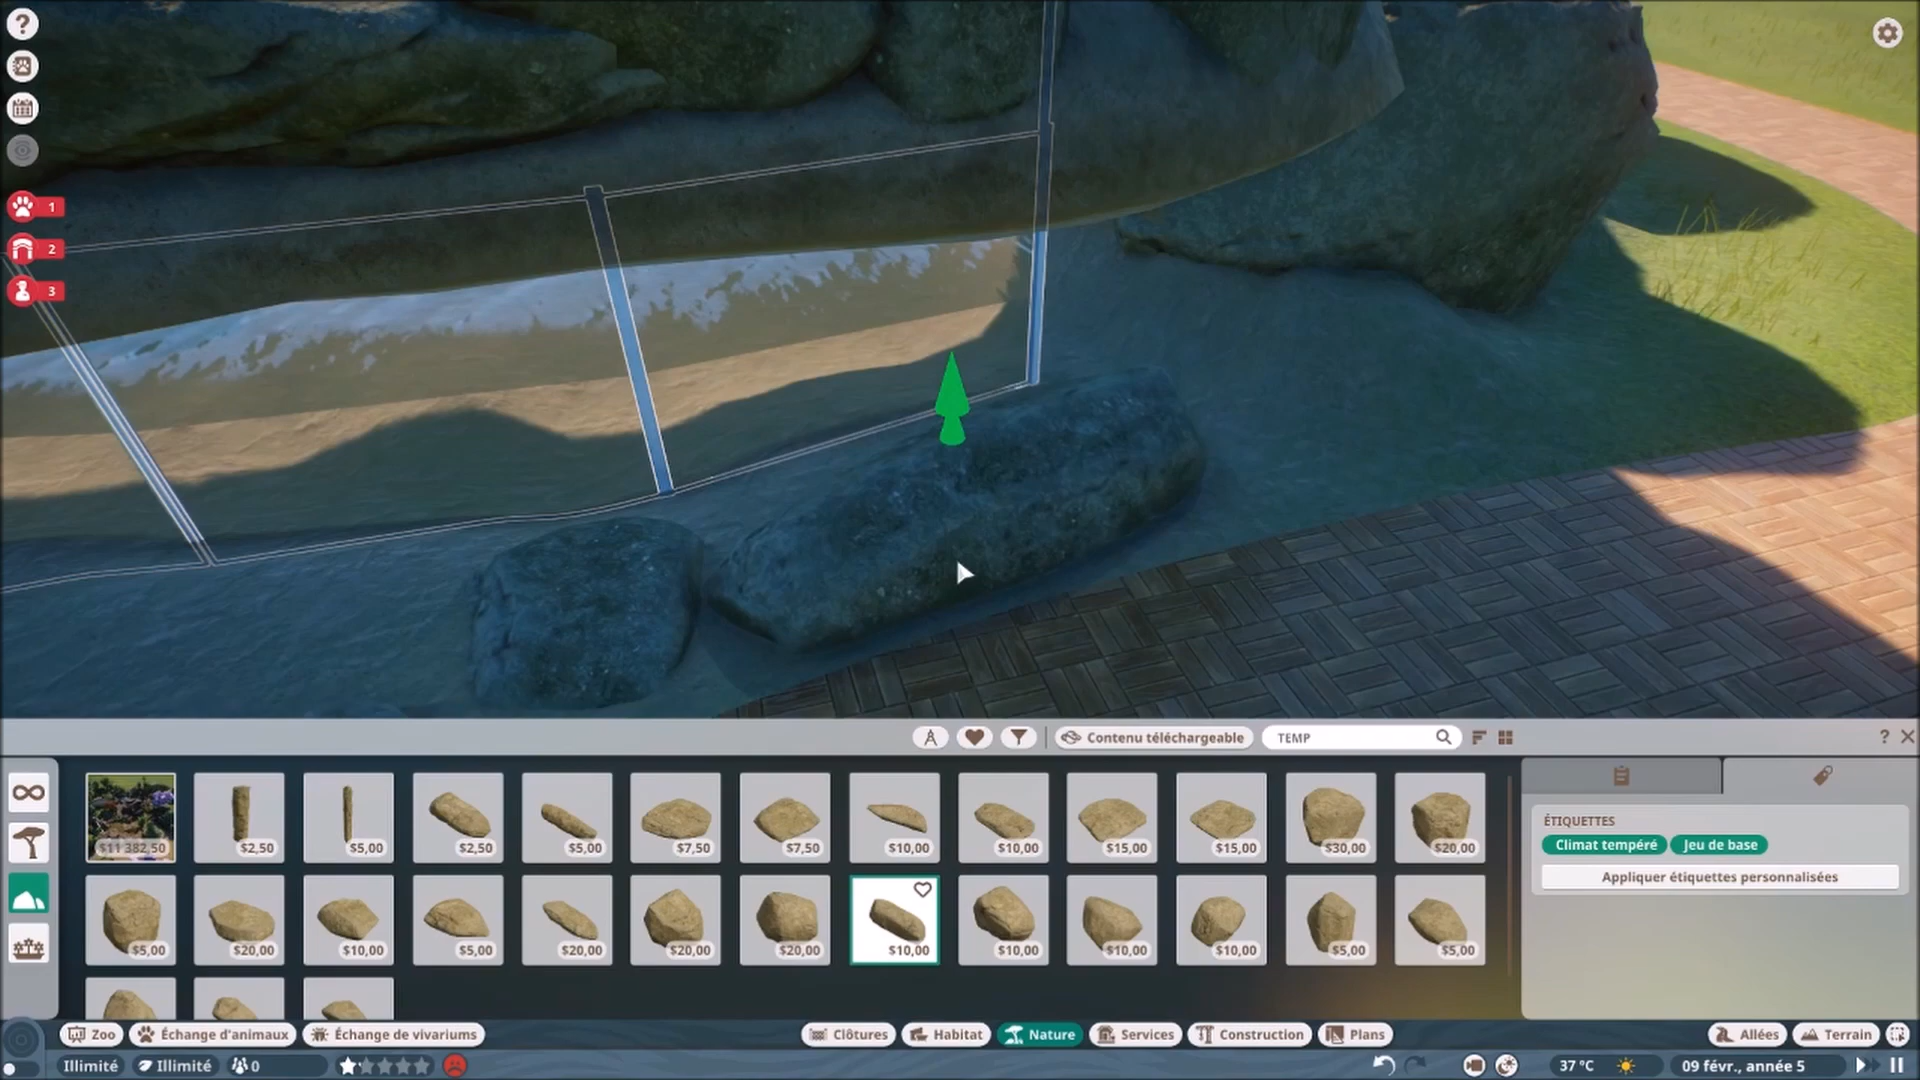 ?
1
2
3
Contenu téléchargeable
TEMP
?
$11 382,50
$2,50
$5,00
$2,50
$5,00
$7,50
$7,50
$10,00
$10,00
$15,00
$15,00
$30,00
$20,00
ÉTIQUETTES
Climat tempéré
Jeu de base
Appliquer étiquettes personnalisées
$5,00
$20,00
$10,00
$5,00
$20,00
$20,00
$20,00
$10,00
$10,00
$10,00
$10,00
$5,00
$5,00
Zoo
Échange d'animaux
Échange de vivariums
Clôtures
Habitat
Nature
Services
Construction
Plans
Allées
Terrain
Illimité
Illimité
0
37 °C
09 févr., année 5